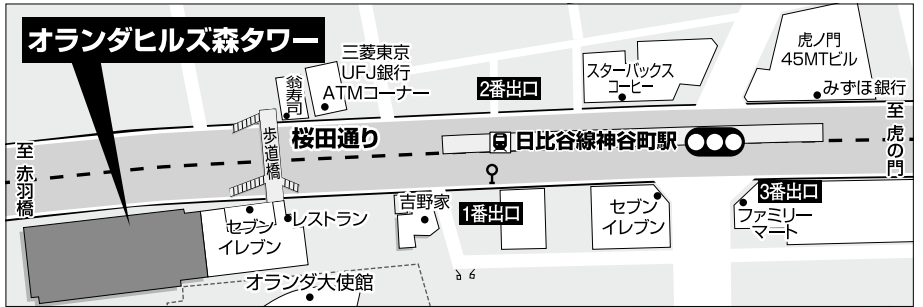 オランダヒルズ森タワー
三菱東京
UFJ銀行
ATMコーナー
翁寿司
2番出口
スターバックス
コーヒー
虎ノ門
45MTビル
みずほ銀行
至 赤羽橋
歩道橋
桜田通り
日比谷線神谷町駅
至 虎の門
セブン
イレブン
レストラン
吉野家
1番出口
セブン
イレブン
3番出口
ファミリー
マート
オランダ大使館